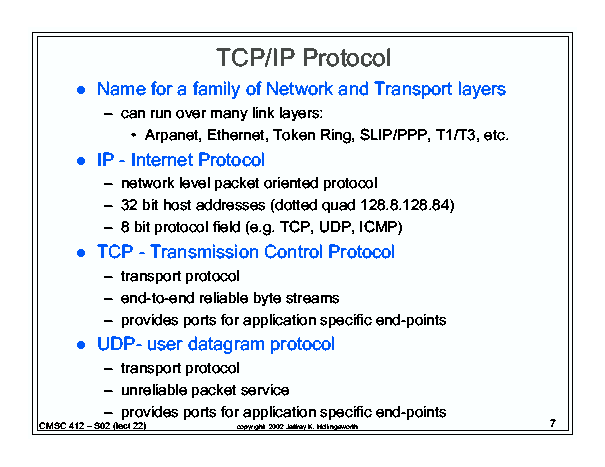 TCP/IP Protocol
● Name for a family of Network and Transport layers
– can run over many link layers:
• Arpanet, Ethernet, Token Ring, SLIP/PPP, T1/T3, etc.
● IP - Internet Protocol
– network level packet oriented protocol
– 32 bit host addresses (dotted quad 128.8.128.84)
– 8 bit protocol field (e.g. TCP, UDP, ICMP)
● TCP - Transmission Control Protocol
– transport protocol
– end-to-end reliable byte streams
– provides ports for application specific end-points
● UDP- user datagram protocol
– transport protocol
– unreliable packet service
– provides ports for application specific end-points
CMSC 412 – S02 (lect 22)
copyright 2002 Jeffrey K. Hollingsworth
7